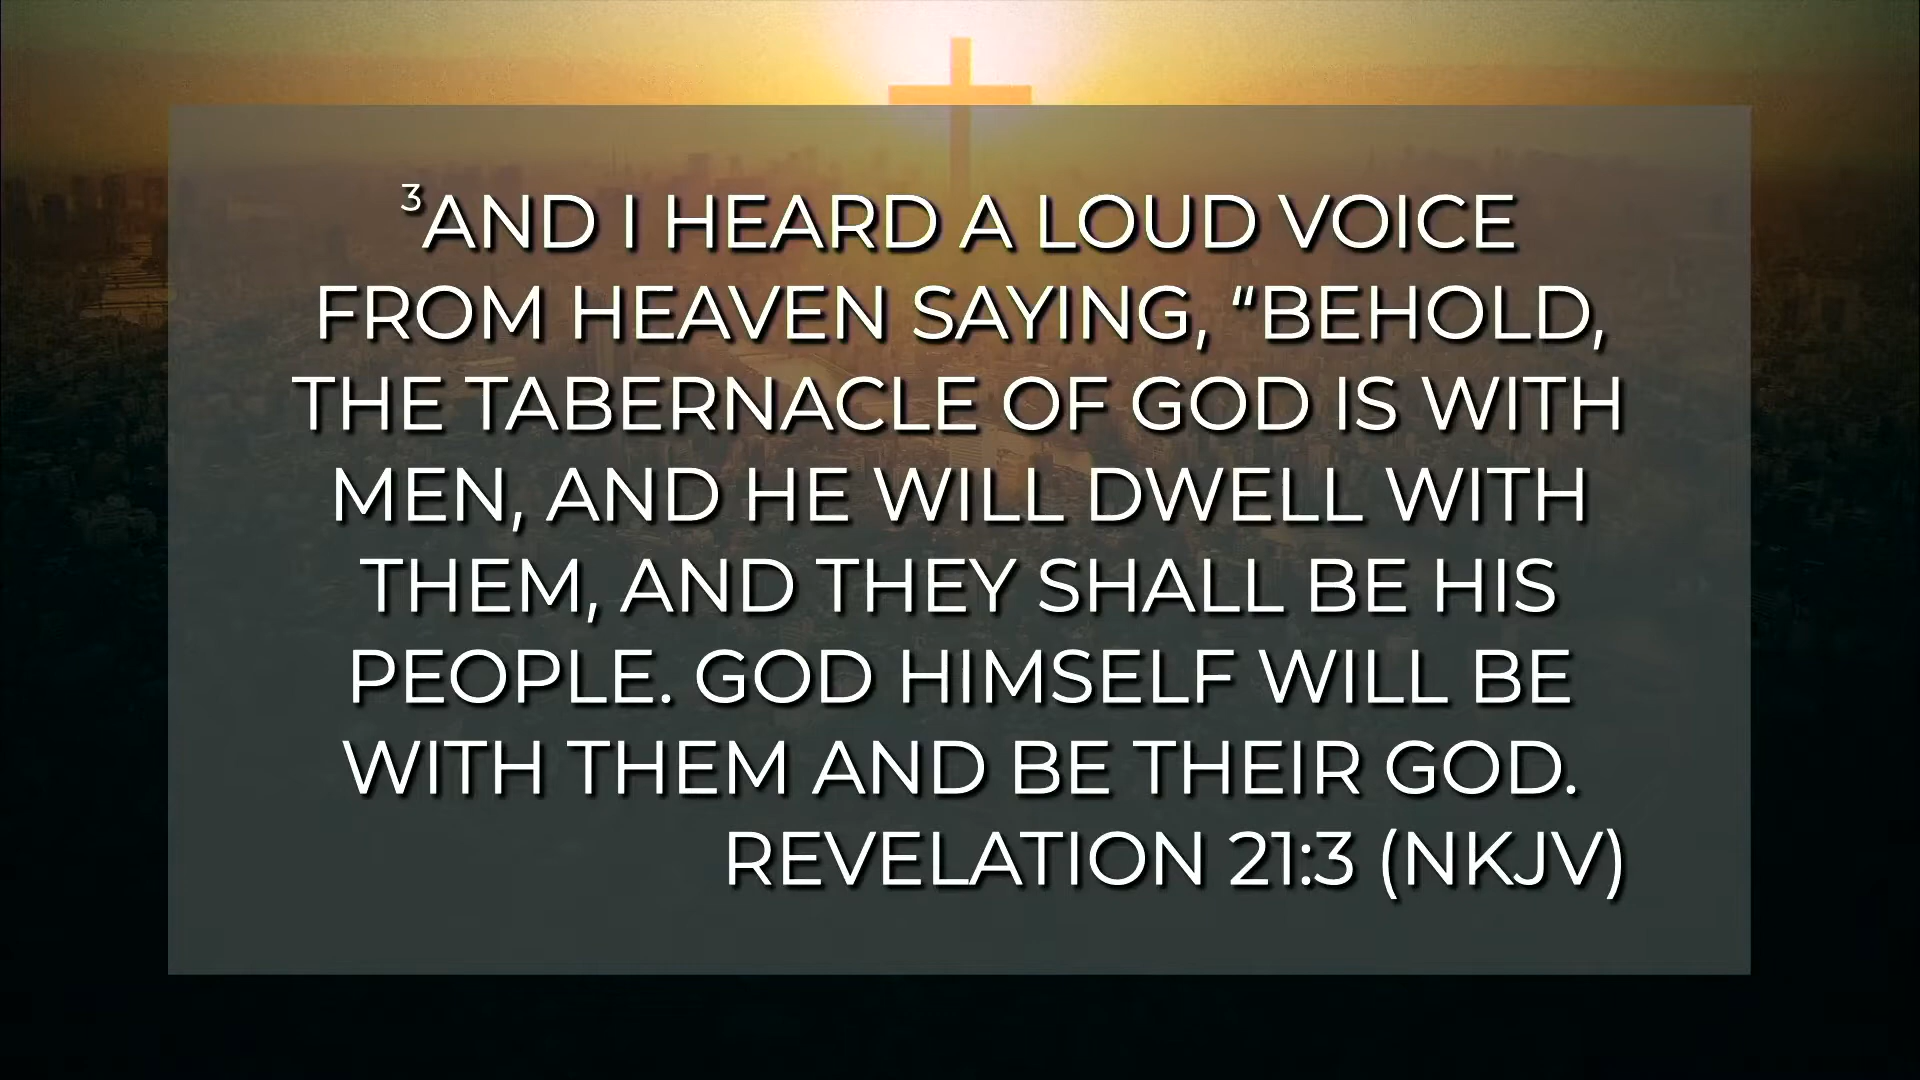 ³AND I HEARD A LOUD VOICE
FROM HEAVEN SAYING, “BEHOLD,
THE TABERNACLE OF GOD IS WITH
MEN, AND HE WILL DWELL WITH
THEM, AND THEY SHALL BE HIS
PEOPLE. GOD HIMSELF WILL BE
WITH THEM AND BE THEIR GOD.
REVELATION 21:3 (NKJV)